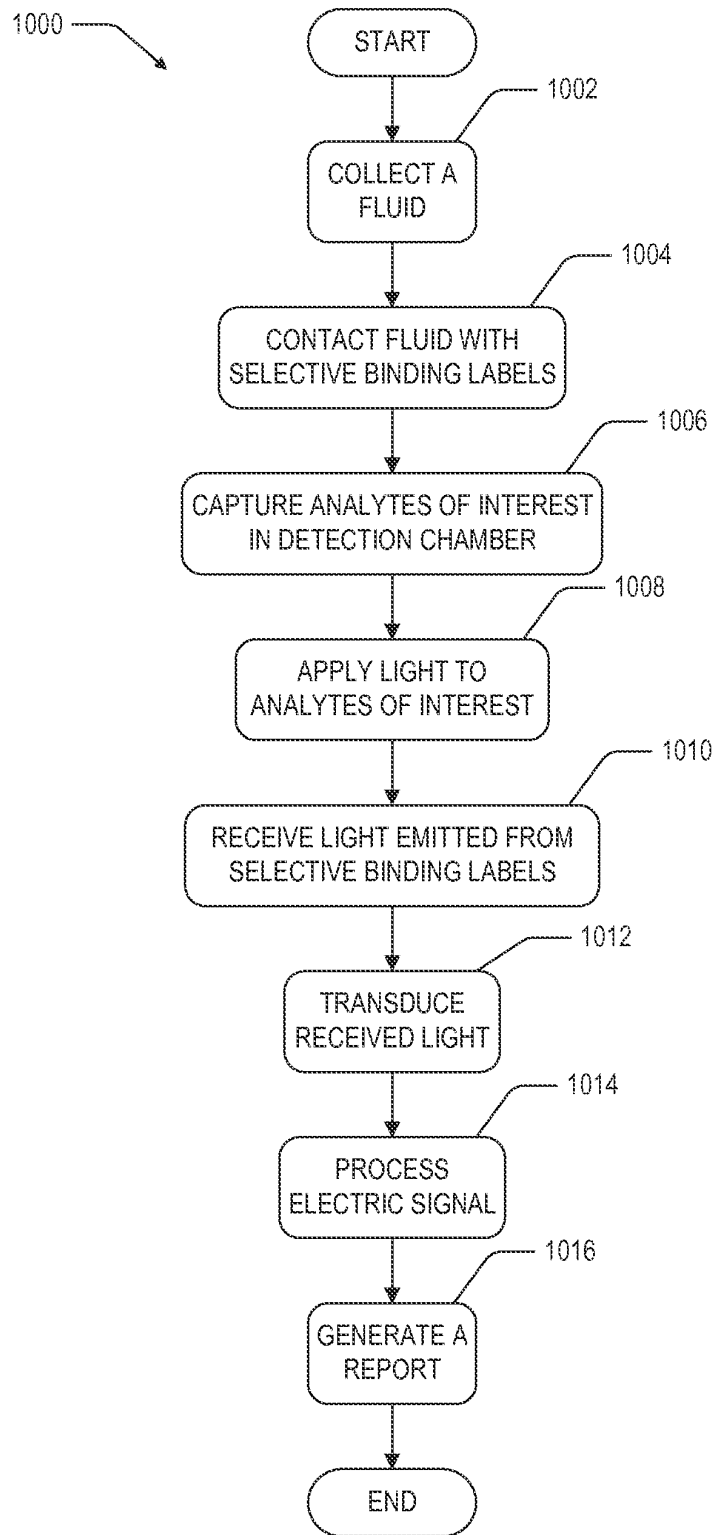 1000
START
1002
COLLECT A
FLUID
1004
CONTACT FLUID WITH
SELECTIVE BINDING LABELS
1006
CAPTURE ANALYTES OF INTEREST
IN DETECTION CHAMBER
1008
APPLY LIGHT TO
ANALYTES OF INTEREST
1010
RECEIVE LIGHT EMITTED FROM
SELECTIVE BINDING LABELS
1012
TRANSDUCE
RECEIVED LIGHT
1014
PROCESS
ELECTRIC SIGNAL
1016
GENERATE A
REPORT
END